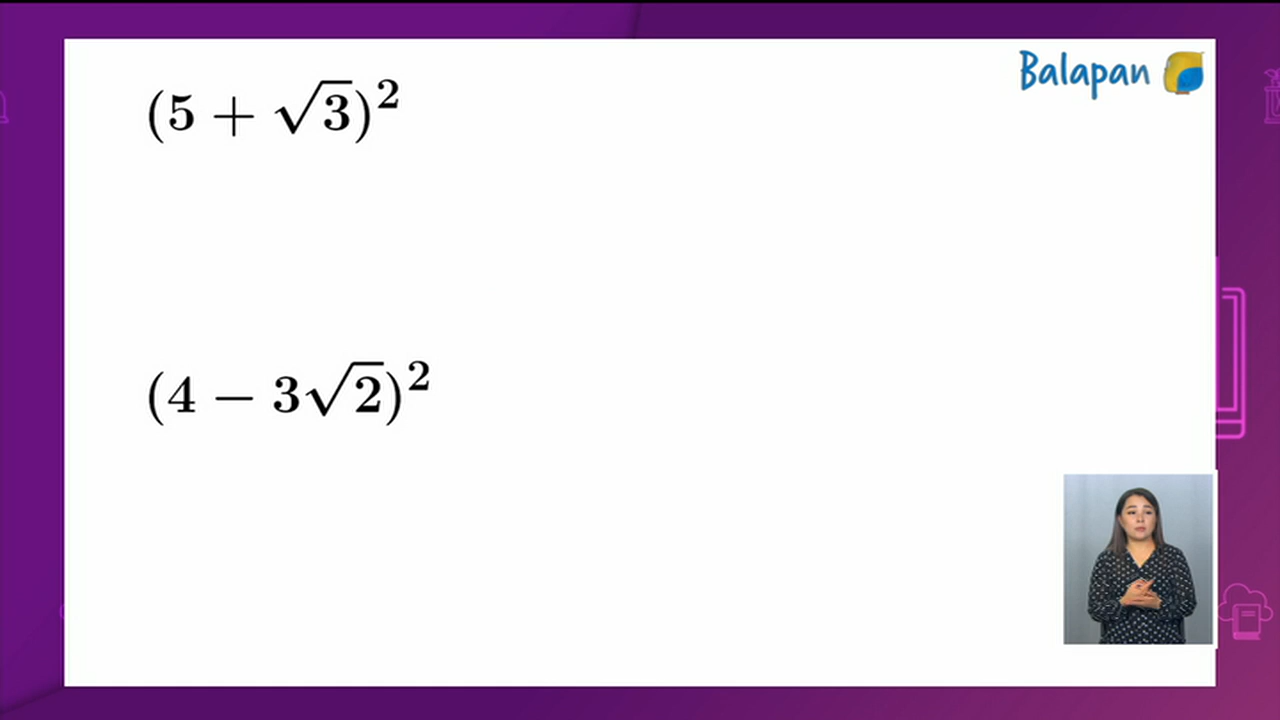 Balapan
(5 + √3)²
(4 − 3√2)²